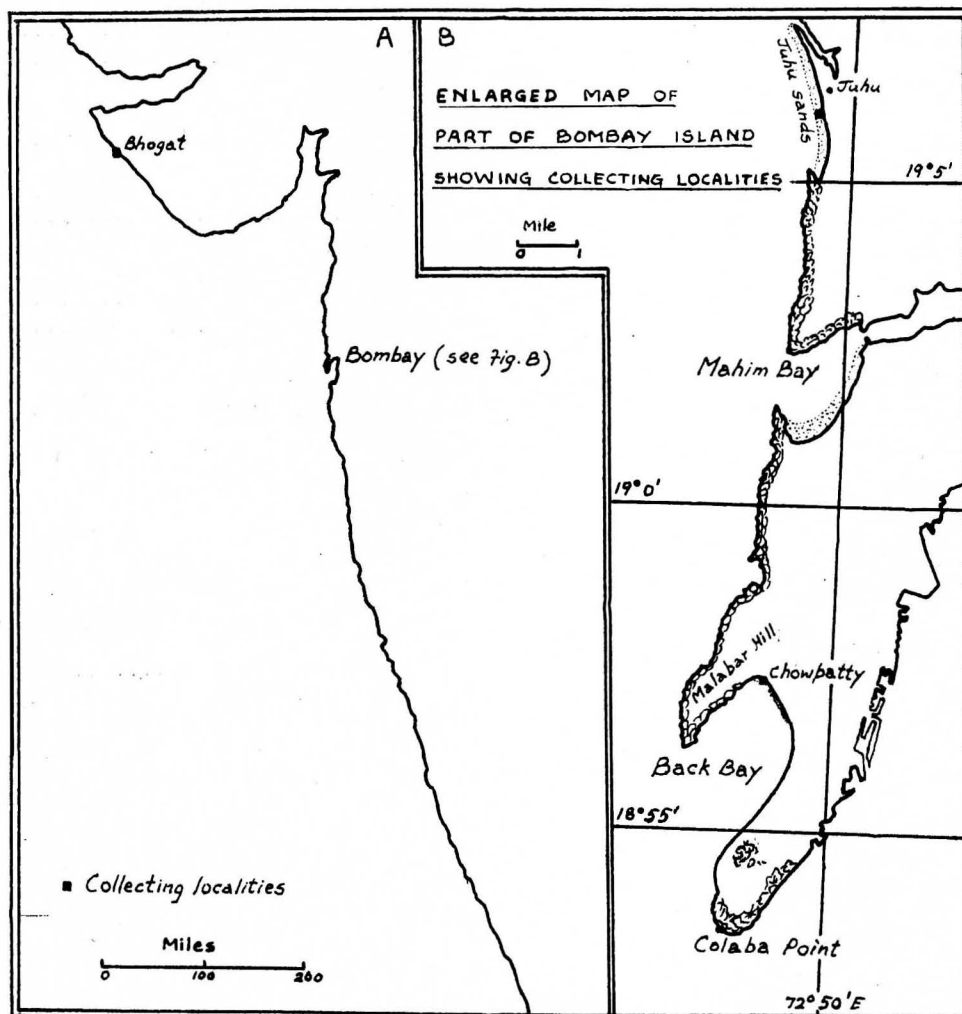 A
Bhogat
Bombay (see Fig. B)
■ Collecting localities
Miles
0 100 200
B
ENLARGED MAP OF
PART OF BOMBAY ISLAND
SHOWING COLLECTING LOCALITIES
Mile
0 1
Juhu Sands
Juhu
19°5'
Mahim Bay
19°0'
Malabar Hill
Chowpatty
Back Bay
18°55'
Colaba Point
72°50'E